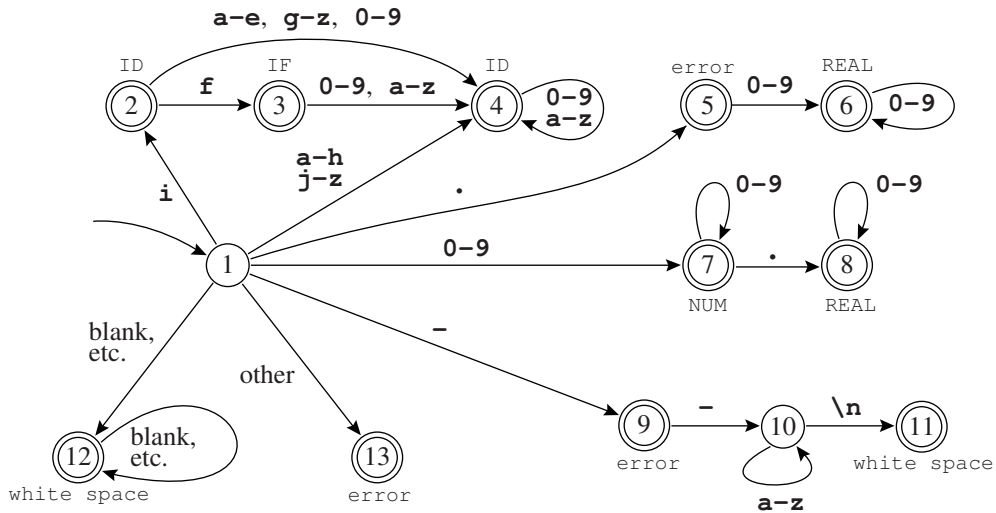 a–e, g–z, 0–9
ID IF ID error REAL
2 f 3 0–9, a–z 4 0–9 a–z 5 0–9 6 0–9
a–h
j–z
i . 0–9 0–9
1 0–9 7 . 8
NUM REAL
blank,
etc.
–
other
– \n
12 blank, etc. 13 9 10 11
white space error error white space
a–z